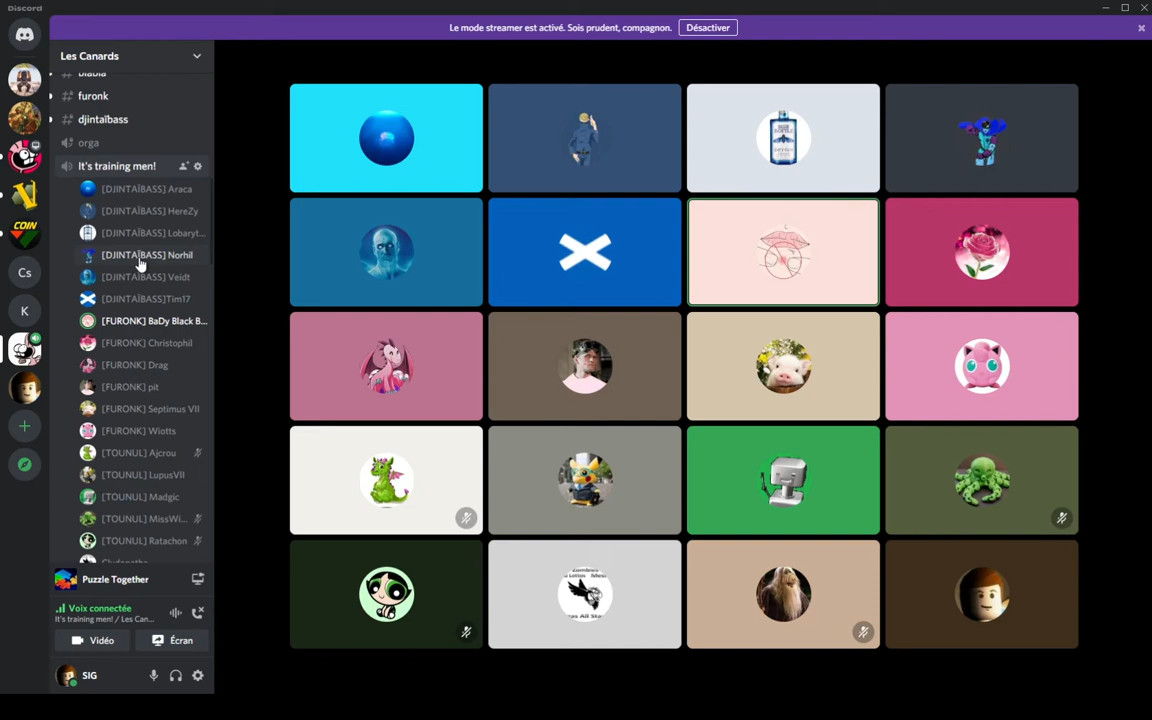 Discord
Le mode streamer est activé. Sois prudent, compagnon.
Désactiver
Les Canards
blabla
furonk
djintaïbass
orga
It's training men!
[DJINTAÏBASS] Araca
[DJINTAÏBASS] HereZy
[DJINTAÏBASS] Lobaryt...
[DJINTAÏBASS] Norhil
[DJINTAÏBASS] Veidt
[DJINTAÏBASS]Tim17
[FURONK] BaDy Black B...
[FURONK] Christophil
[FURONK] Drag
[FURONK] pit
[FURONK] Septimus VII
[FURONK] Wiotts
[TOUNUL] Ajcrou
[TOUNUL] LupusVII
[TOUNUL] Madgic
[TOUNUL] MissWi...
[TOUNUL] Ratachon
COIN
Cs
K
Puzzle Together
Voix connectée
It's training men! / Les Can...
Vidéo
Écran
SIG